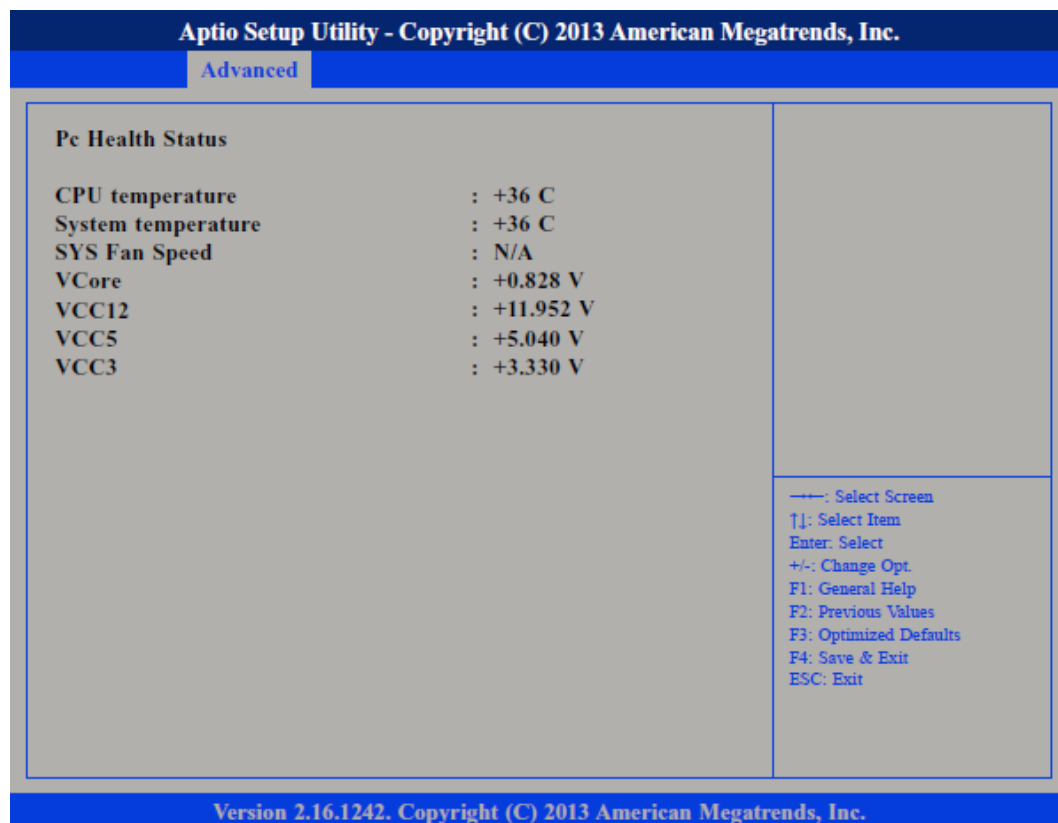 Aptio Setup Utility - Copyright (C) 2013 American Megatrends, Inc.
Advanced
Pc Health Status
CPU temperature : +36 C
System temperature : +36 C
SYS Fan Speed : N/A
VCore : +0.828 V
VCC12 : +11.952 V
VCC5 : +5.040 V
VCC3 : +3.330 V
→←: Select Screen
↑↓: Select Item
Enter: Select
+/-: Change Opt.
F1: General Help
F2: Previous Values
F3: Optimized Defaults
F4: Save & Exit
ESC: Exit
Version 2.16.1242. Copyright (C) 2013 American Megatrends, Inc.